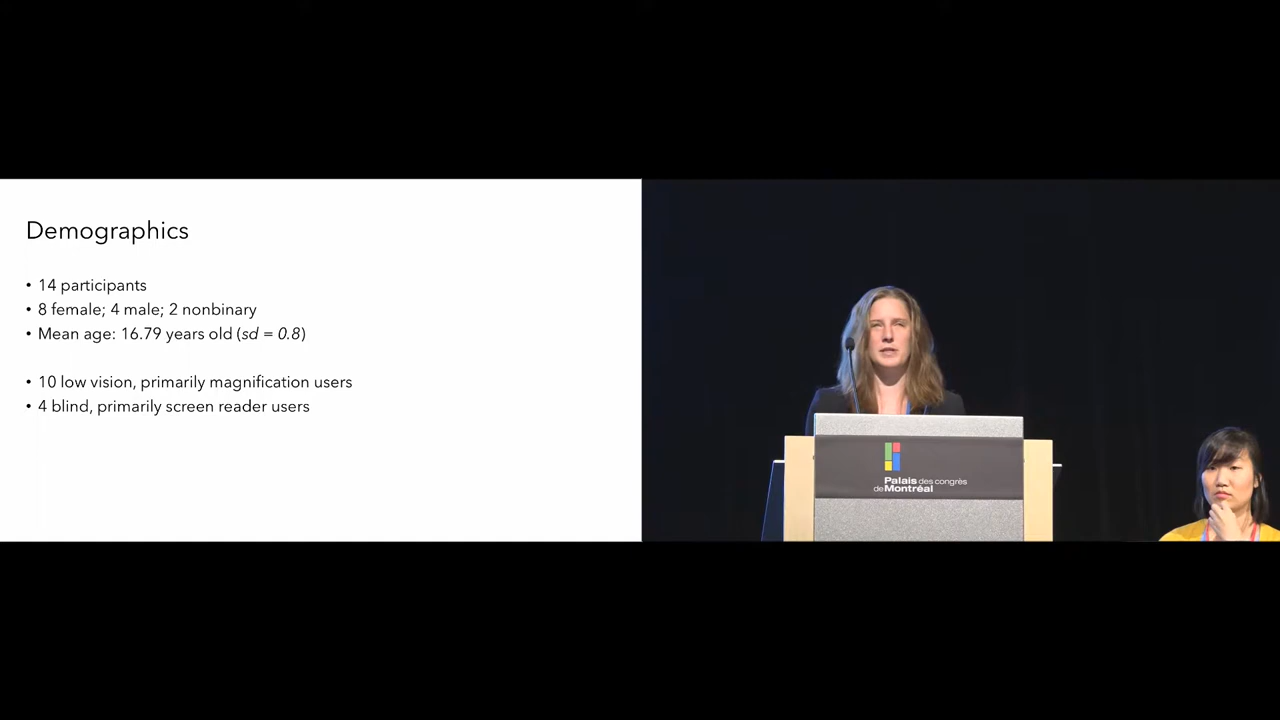 Demographics
• 14 participants
• 8 female; 4 male; 2 nonbinary
• Mean age: 16.79 years old (sd = 0.8)
• 10 low vision, primarily magnification users
• 4 blind, primarily screen reader users
Palais des congrès
de Montréal